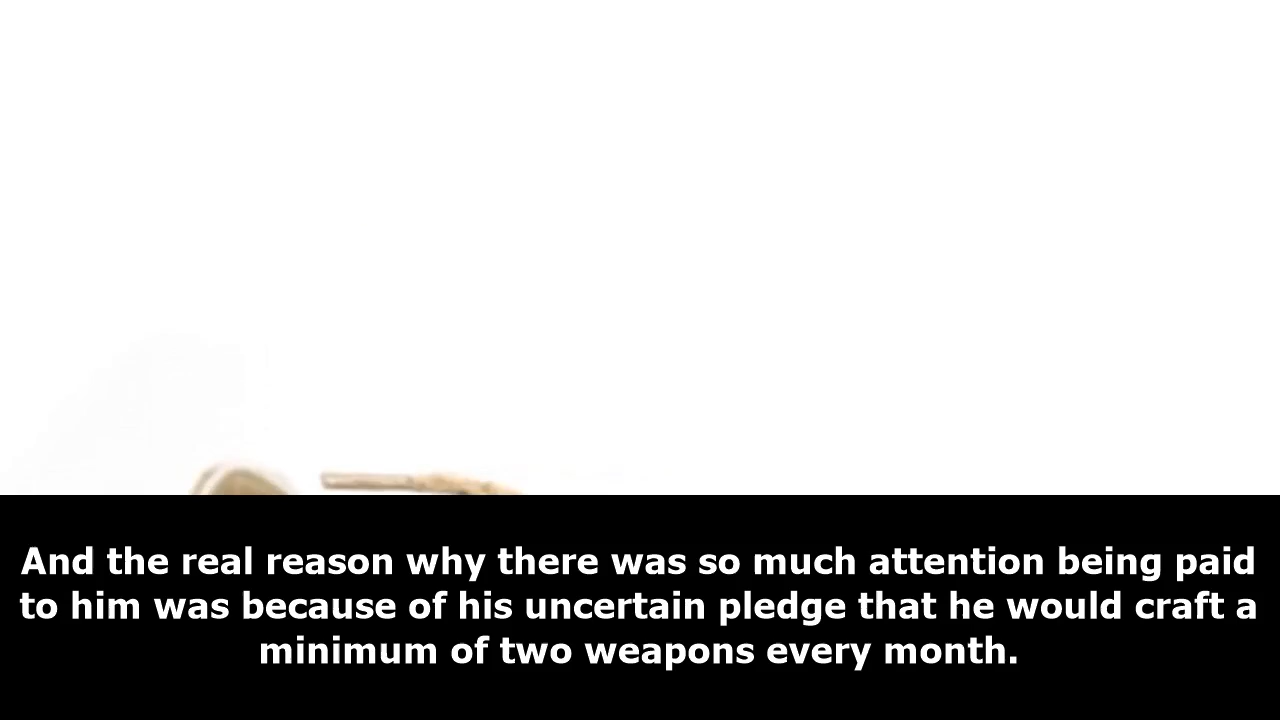 And the real reason why there was so much attention being paid
to him was because of his uncertain pledge that he would craft a
minimum of two weapons every month.